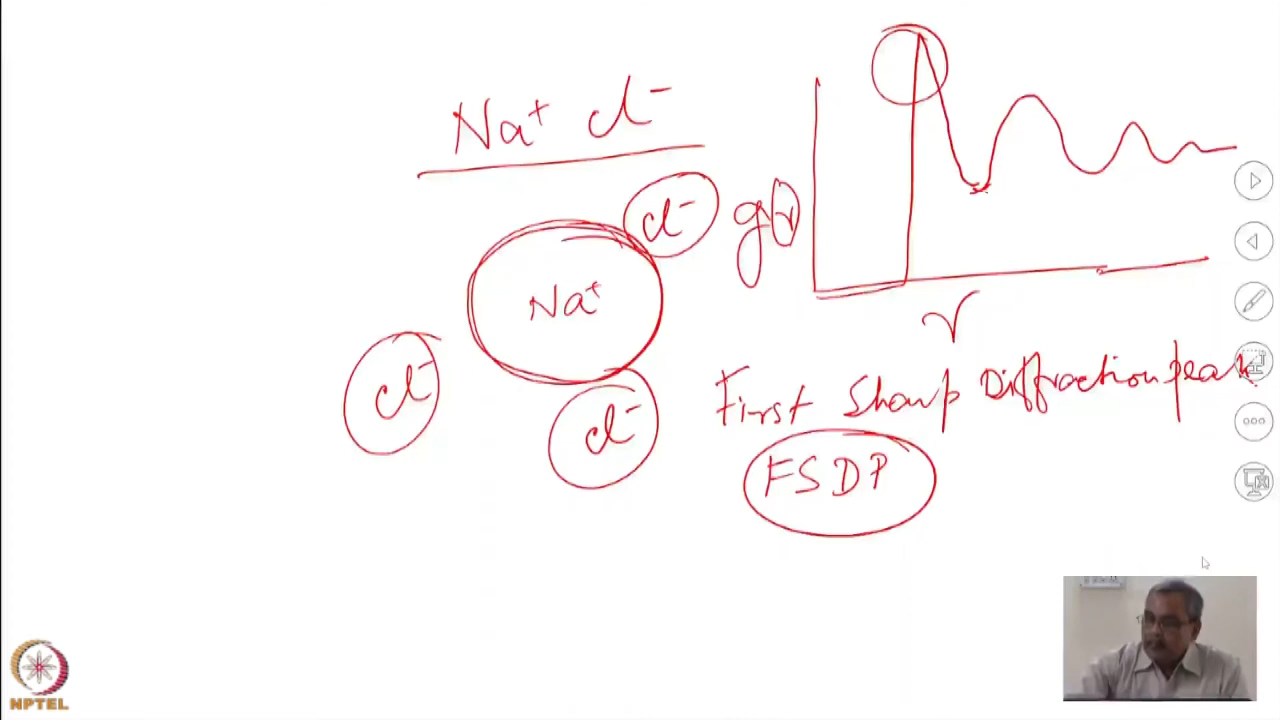 Na⁺ Cl⁻
Cl⁻
Na⁺
Cl⁻
Cl⁻
g(r)
r
First Sharp Diffraction peak
FSDP
NPTEL